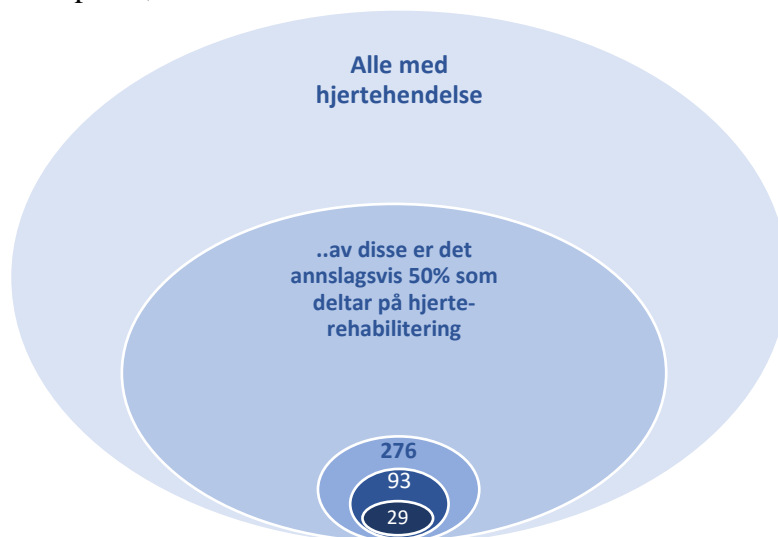 Alle med
hjertehendelse
..av disse er det
annslagsvis 50% som
deltar på hjerte-
rehabilitering
276
93
29